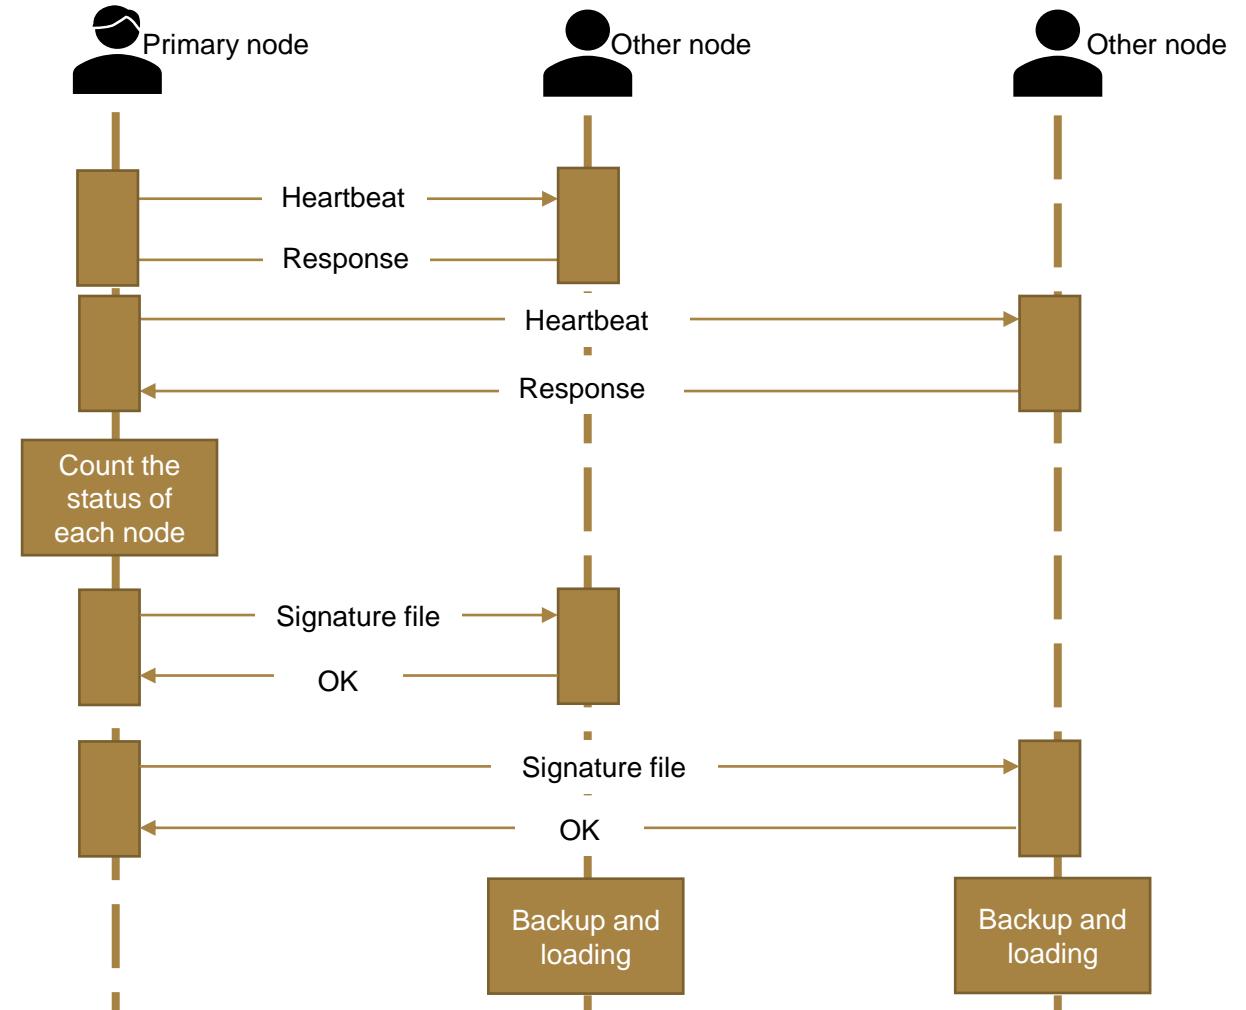 Primary node
Other node
Other node
Heartbeat
Response
Heartbeat
Response
Count the
status of
each node
Signature file
OK
Signature file
OK
Backup and
loading
Backup and
loading